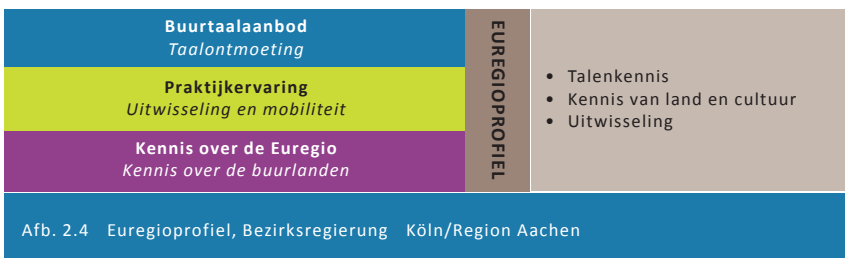 Buurtaalaanbod
Taalontmoeting
Praktijkervaring
Uitwisseling en mobiliteit
Kennis over de Euregio
Kennis over de buurlanden
EUREGIOPROFIEL
• Talenkennis
• Kennis van land en cultuur
• Uitwisseling
Afb. 2.4 Euregioprofiel, Bezirksregierung Köln/Region Aachen